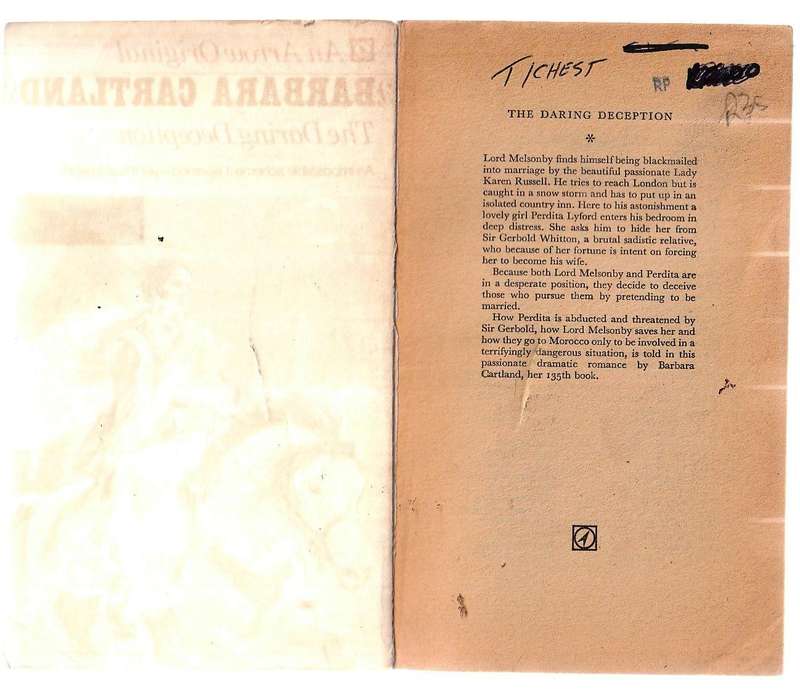 An Arrow Original
BARBARA CARTLAND
The Daring Deception
T/CHEST
RP
THE DARING DECEPTION
*
Lord Melsonby finds himself being blackmailed
into marriage by the beautiful passionate Lady
Karen Russell. He tries to reach London but is
caught in a snow storm and has to put up in an
isolated country inn. Here to his astonishment a
lovely girl Perdita Lyford enters his bedroom in
deep distress. She asks him to hide her from
Sir Gerbold Whitton, a brutal sadistic relative,
who because of her fortune is intent on forcing
her to become his wife.
Because both Lord Melsonby and Perdita are
in a desperate position, they decide to deceive
those who pursue them by pretending to be
married.
How Perdita is abducted and threatened by
Sir Gerbold, how Lord Melsonby saves her and
how they go to Morocco only to be involved in a
terrifyingly dangerous situation, is told in this
passionate dramatic romance by Barbara
Cartland, her 135th book.